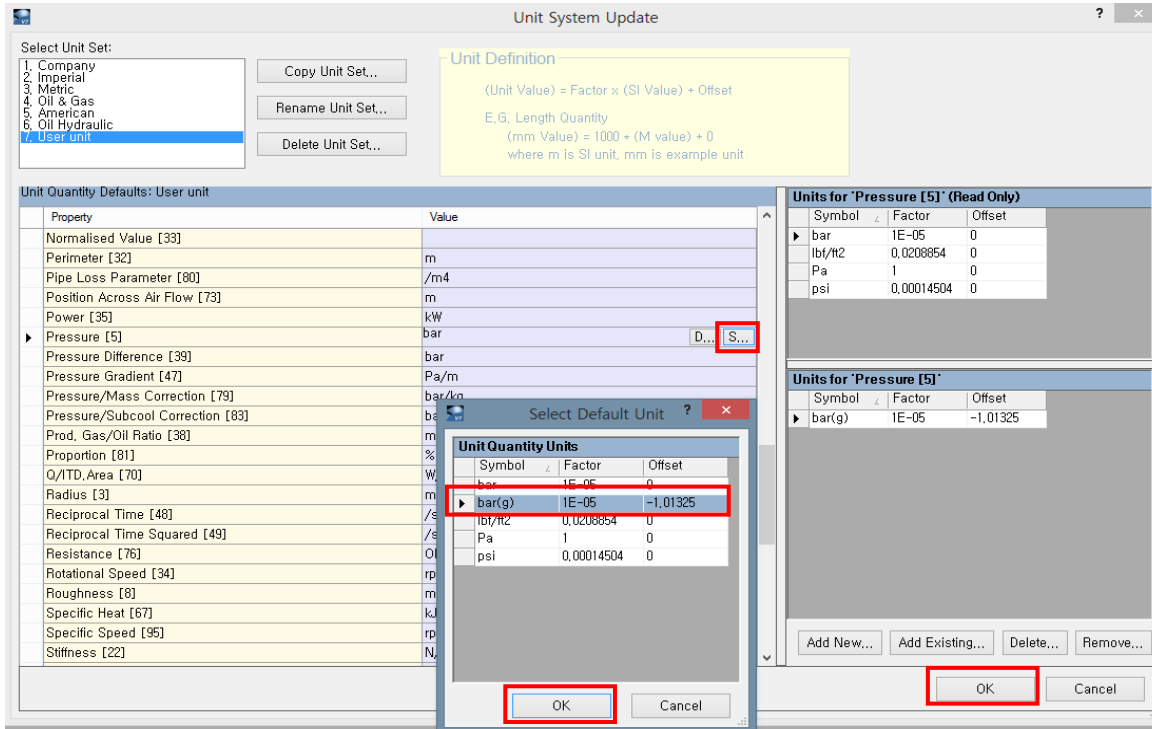 Unit System Update
?
Select Unit Set:
1, Company
2, Imperial
3, Metric
4, Oil & Gas
5, American
6, Oil Hydraulic
7, User unit
Copy Unit Set,,,
Rename Unit Set,,,
Delete Unit Set,,,
Unit Definition
(Unit Value) = Factor x (SI Value) + Offset
E,G, Length Quantity
(mm Value) = 1000 * (M value) + 0
where m is SI unit, mm is example unit
Unit Quantity Defaults: User unit
Property Value
Normalised Value [33]
Perimeter [32] m
Pipe Loss Parameter [80] /m4
Position Across Air Flow [73] m
Power [35] kW
Pressure [5] bar D,,, S,,,
Pressure Difference [39] bar
Pressure Gradient [47] Pa/m
Pressure/Mass Correction [79] bar/kg
Pressure/Subcool Correction [83]
Prod, Gas/Oil Ratio [38]
Proportion [81] %
Q/ITD,Area [70]
Radius [3]
Reciprocal Time [48]
Reciprocal Time Squared [49]
Resistance [76]
Rotational Speed [34]
Roughness [8]
Specific Heat [67]
Specific Speed [95]
Stiffness [22]
Select Default Unit ?
Unit Quantity Units
Symbol Factor Offset
bar 1E-05 0
bar(g) 1E-05 -1,01325
lbf/ft2 0,0208854 0
Pa 1 0
psi 0,00014504 0
OK Cancel
Units for 'Pressure [5]' (Read Only)
Symbol Factor Offset
bar 1E-05 0
lbf/ft2 0,0208854 0
Pa 1 0
psi 0,00014504 0
Units for 'Pressure [5]'
Symbol Factor Offset
bar(g) 1E-05 -1,01325
Add New,,, Add Existing,,, Delete,,, Remove,,,
OK Cancel